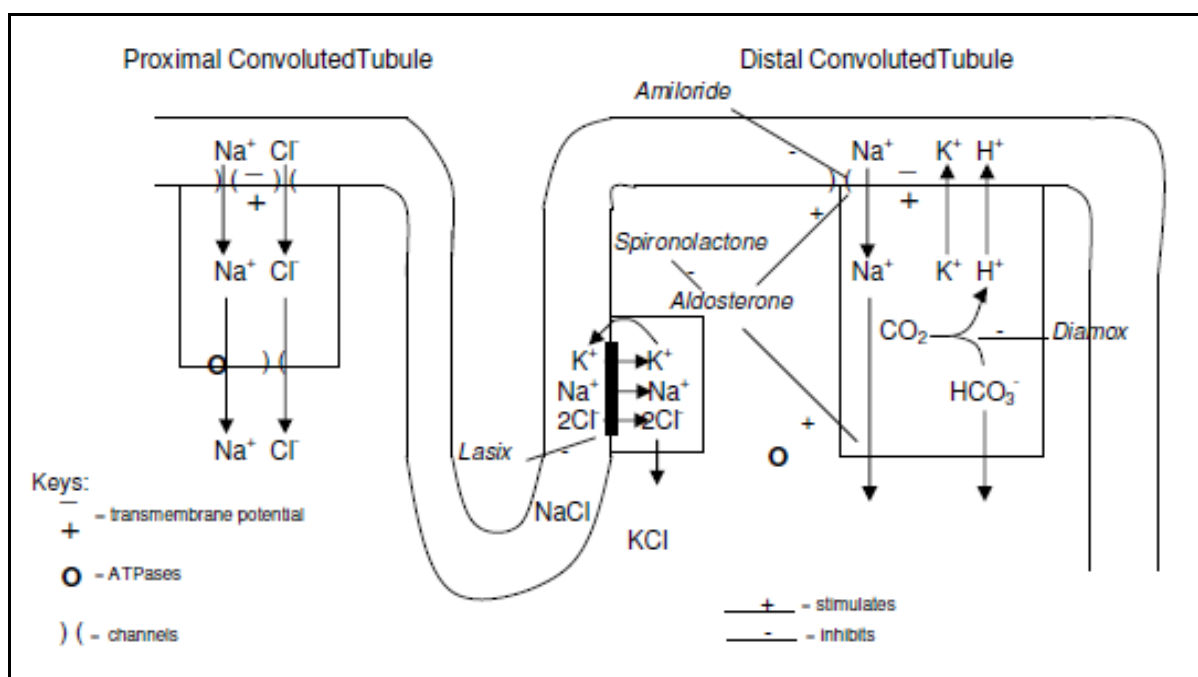 Proximal ConvolutedTubule
Distal ConvolutedTubule
Amiloride
Na⁺ Cl⁻
- Na⁺ K⁺ H⁺
) ( − ) (
+
) ( −
+
+
Spironolactone
-
Na⁺ Cl⁻
Na⁺ K⁺ H⁺
Aldosterone
CO₂ - Diamox
K⁺ K⁺
Na⁺ Na⁺
2Cl⁻ 2Cl⁻
O ) (
HCO₃⁻
+
Na⁺ Cl⁻
Lasix -
O
Keys:
NaCl
KCl
−
+ = transmembrane potential
O = ATPases
) ( = channels
+ = stimulates
- = inhibits